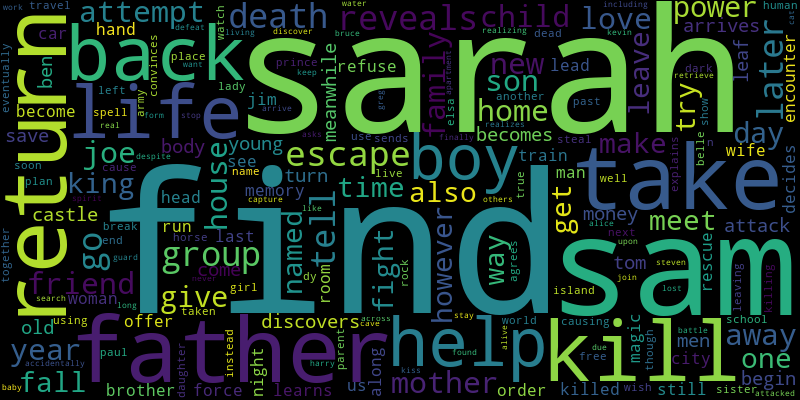 work
travel
attempt
death
reveals
child
love
power
human
cat
including
water
bruce
kevin
watch
living
defeat
discover
want
keep
realizing
dead
arrives
dark
retrieve
show
eventually
car
hand
convinces
place
prince
lady
left
army
form
stop
real
ben
become
spell
save
return
back
sarah
life
jim
meanwhile
refuse
elsa
another
arrive
greg
apartment
family
new
lead
past
son
home
becomes
leave
try
leaf
later
encounter
day
wife
decides
belle
explains
steal
realizes
asks
finally
joe
body
young
see
house
name
memory
turn
use
sends
live
escape
boy
train
make
man
take
well
money
attack
soon
plan
cause
despite
spirit
king
castle
head
run
horse
last
capture
time
like
also
others
get
true
agrees
way
meet
next
alice
upon
steven
join
lost
rescue
tom
island
go
break
end
guard
group
named
tell
room
dy
fight
rock
however
find
sam
together
friend
search
woman
long
give
come
never
girl
taken
using
offer
discovers
parent
across
cave
stay
alive
world
help
causing
though
magic
men
city
leaving
killing
school
away
battle
due
free
kill
one
old
year
paul
father
daughter
instead
night
harry
along
us
found
kiss
mother
order
killed
wish
still
sister
begin
attacked
baby
fall
accidentally
brother
force
learns